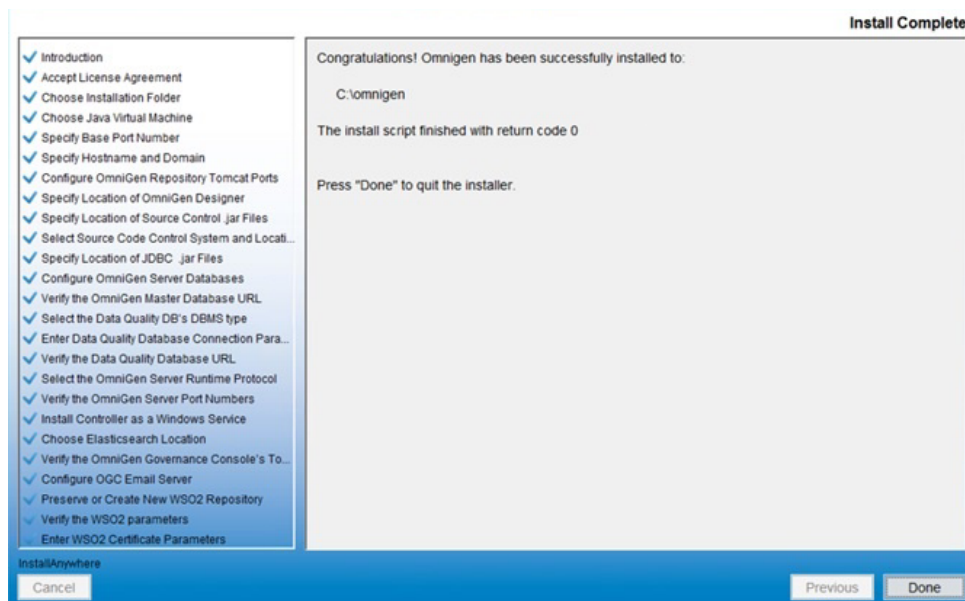 Install Complete
Introduction
Accept License Agreement
Choose Installation Folder
Choose Java Virtual Machine
Specify Base Port Number
Specify Hostname and Domain
Configure OmniGen Repository Tomcat Ports
Specify Location of OmniGen Designer
Specify Location of Source Control .jar Files
Select Source Code Control System and Locati...
Specify Location of JDBC .jar Files
Configure OmniGen Server Databases
Verify the OmniGen Master Database URL
Select the Data Quality DB's DBMS type
Enter Data Quality Database Connection Para...
Verify the Data Quality Database URL
Select the OmniGen Server Runtime Protocol
Verify the OmniGen Server Port Numbers
Install Controller as a Windows Service
Choose Elasticsearch Location
Verify the OmniGen Governance Console's To...
Configure OGC Email Server
Preserve or Create New WSO2 Repository
Verify the WSO2 parameters
Enter WSO2 Certificate Parameters
Congratulations! Omnigen has been successfully installed to:
C:\omnigen
The install script finished with return code 0
Press "Done" to quit the installer.
InstallAnywhere
Cancel
Previous
Done